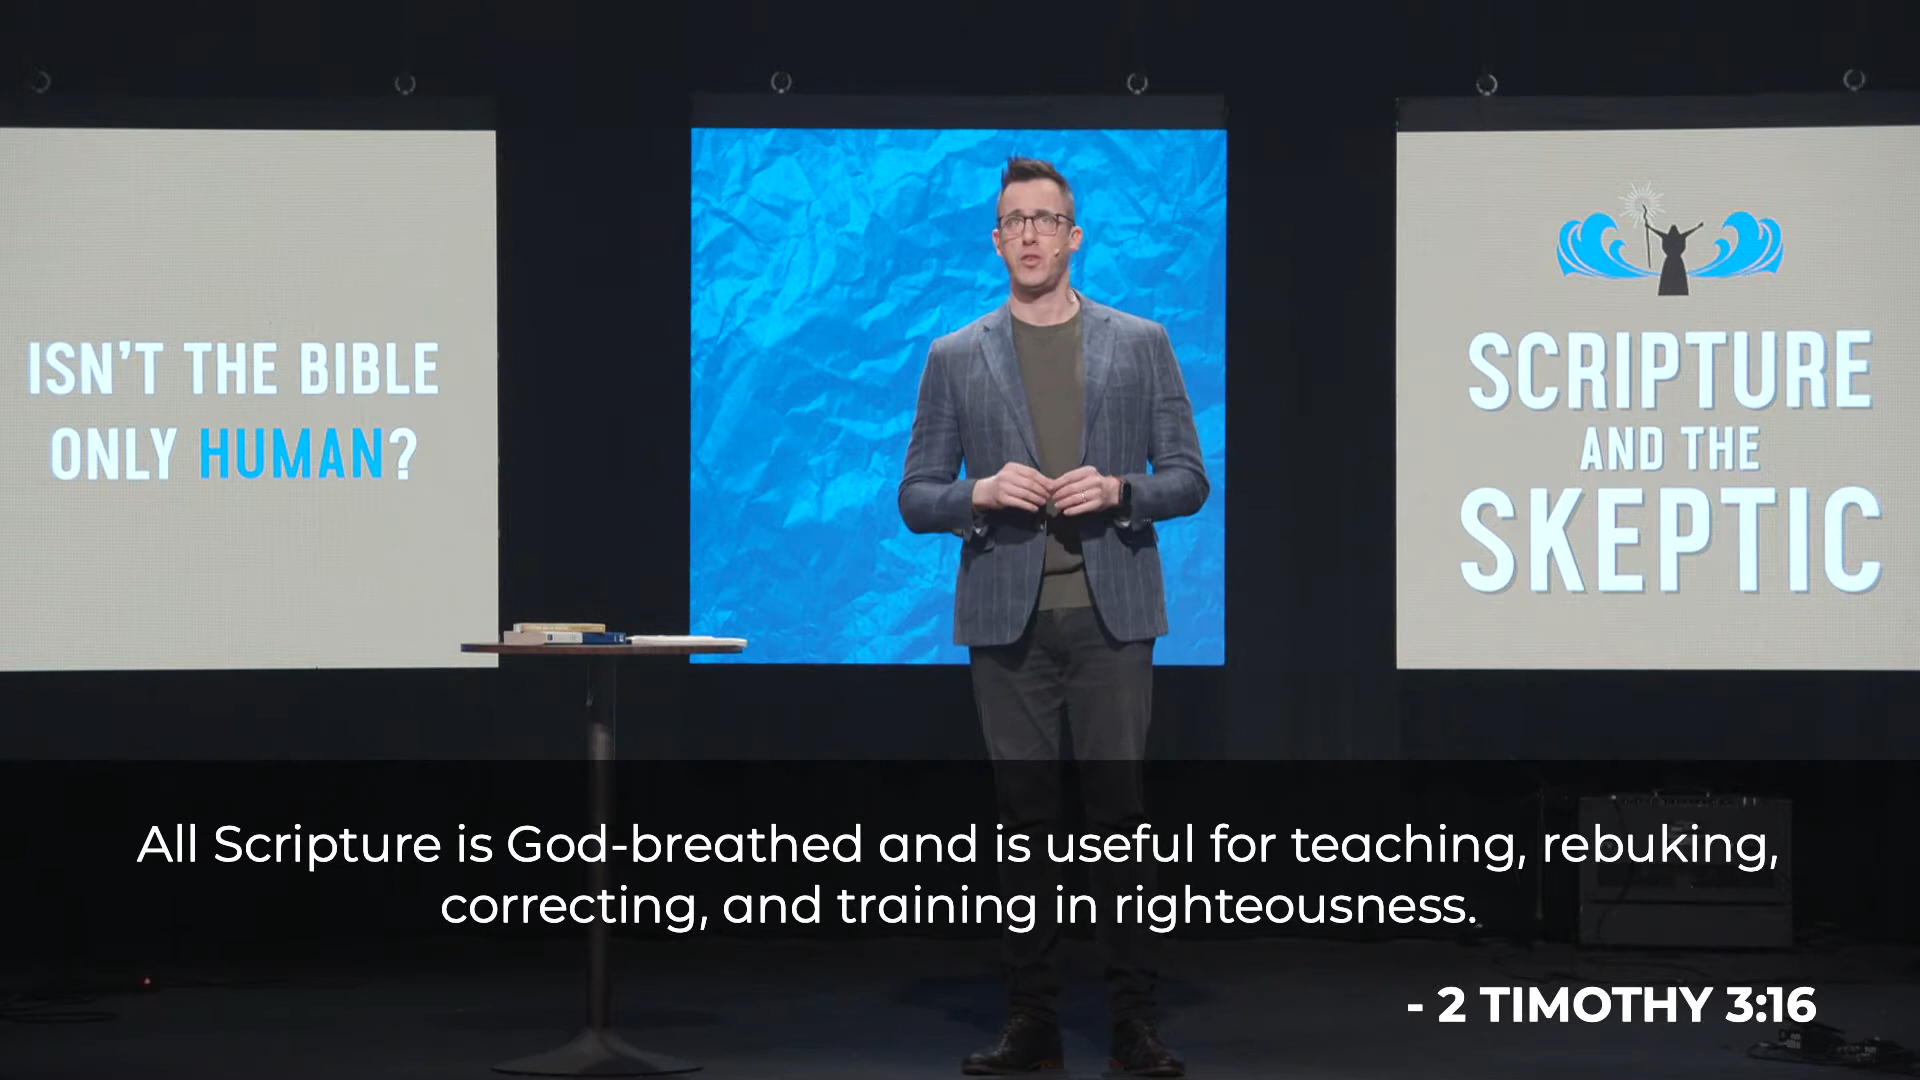 ISN'T THE BIBLE
ONLY HUMAN?
SCRIPTURE
AND THE
SKEPTIC
All Scripture is God-breathed and is useful for teaching, rebuking,
correcting, and training in righteousness.
- 2 TIMOTHY 3:16